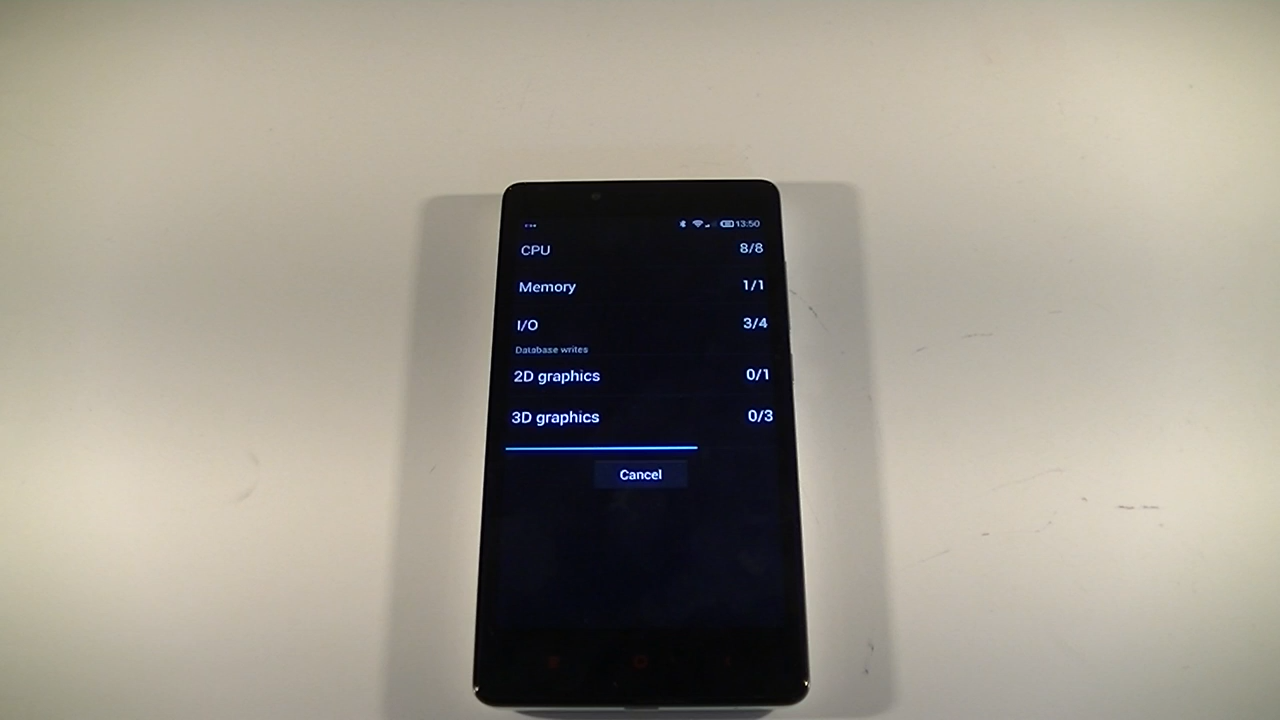 13:50
CPU 8/8
Memory 1/1
I/O 3/4
Database writes
2D graphics 0/1
3D graphics 0/3
Cancel